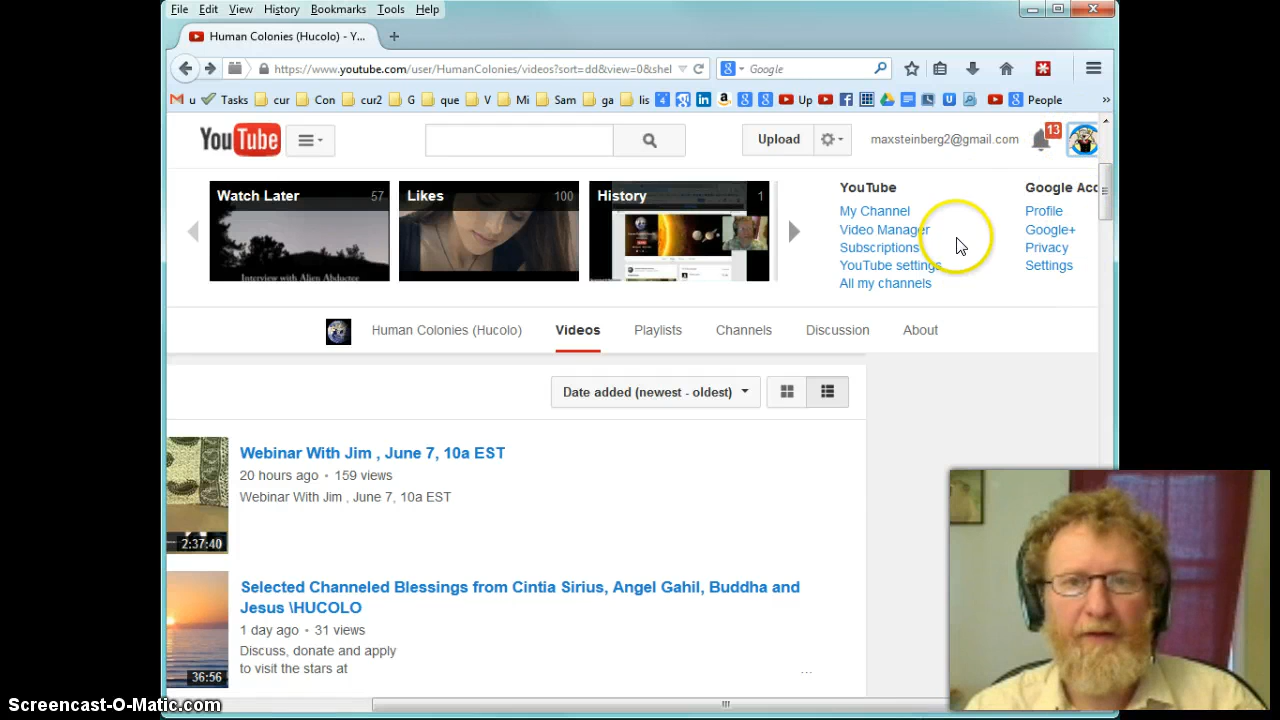 File Edit View History Bookmarks Tools Help
Human Colonies (Hucolo) - Y...
https://www.youtube.com/user/HumanColonies/videos?sort=dd&view=0&shel
Google
u Tasks cur Con cur2 G que V Mi Sam ga lis Up People »
YouTube
Upload
maxsteinberg2@gmail.com
13
Watch Later 57
Likes 100
History 1
Interview with Alien Abductee
YouTube
My Channel
Video Manager
Subscriptions
YouTube settings
All my channels
Google Acc
Profile
Google+
Privacy
Settings
Human Colonies (Hucolo) Videos Playlists Channels Discussion About
Date added (newest - oldest)
Webinar With Jim , June 7, 10a EST
20 hours ago • 159 views
Webinar With Jim , June 7, 10a EST
2:37:40
Selected Channeled Blessings from Cintia Sirius, Angel Gahil, Buddha and
Jesus \HUCOLO
1 day ago • 31 views
Discuss, donate and apply
to visit the stars at
...
36:56
Screencast-O-Matic.com